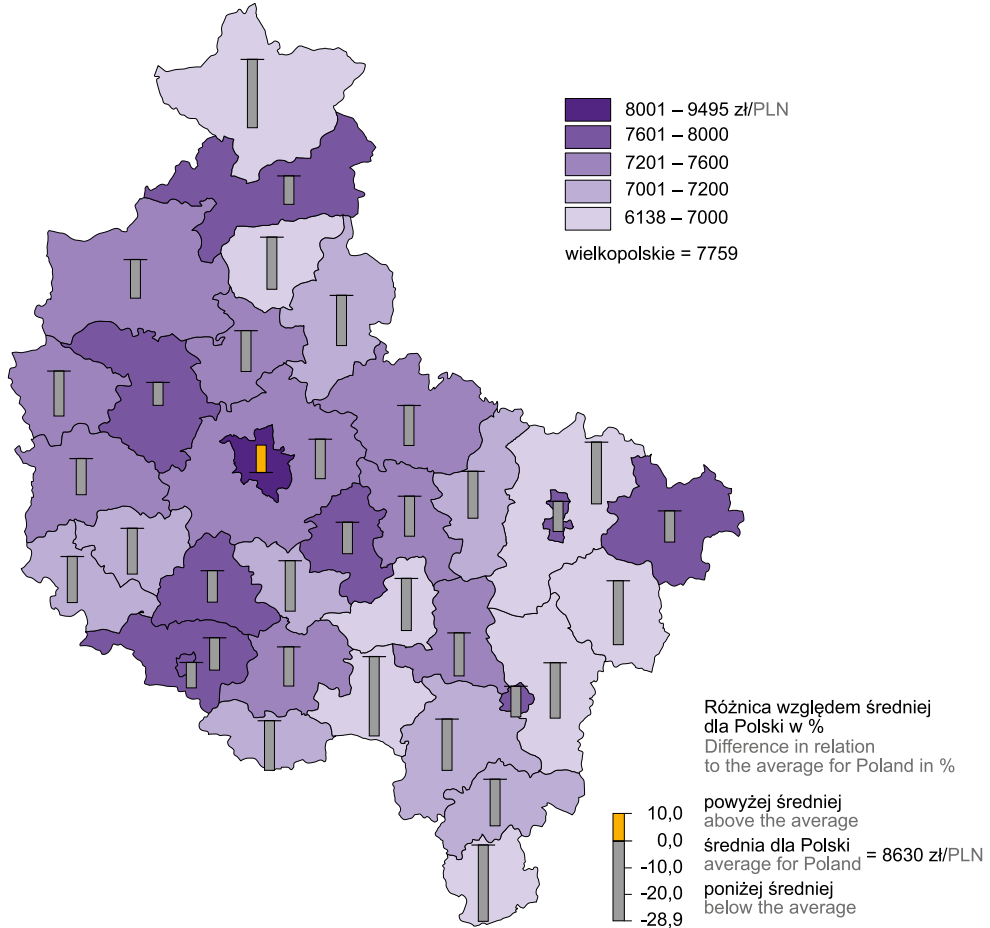 8001 – 9495 zł/PLN
7601 – 8000
7201 – 7600
7001 – 7200
6138 – 7000
wielkopolskie = 7759
Różnica względem średniej
dla Polski w %
Difference in relation
to the average for Poland in %
10,0
powyżej średniej
above the average
0,0
średnia dla Polski
average for Poland
= 8630 zł/PLN
-10,0
-20,0
poniżej średniej
below the average
-28,9